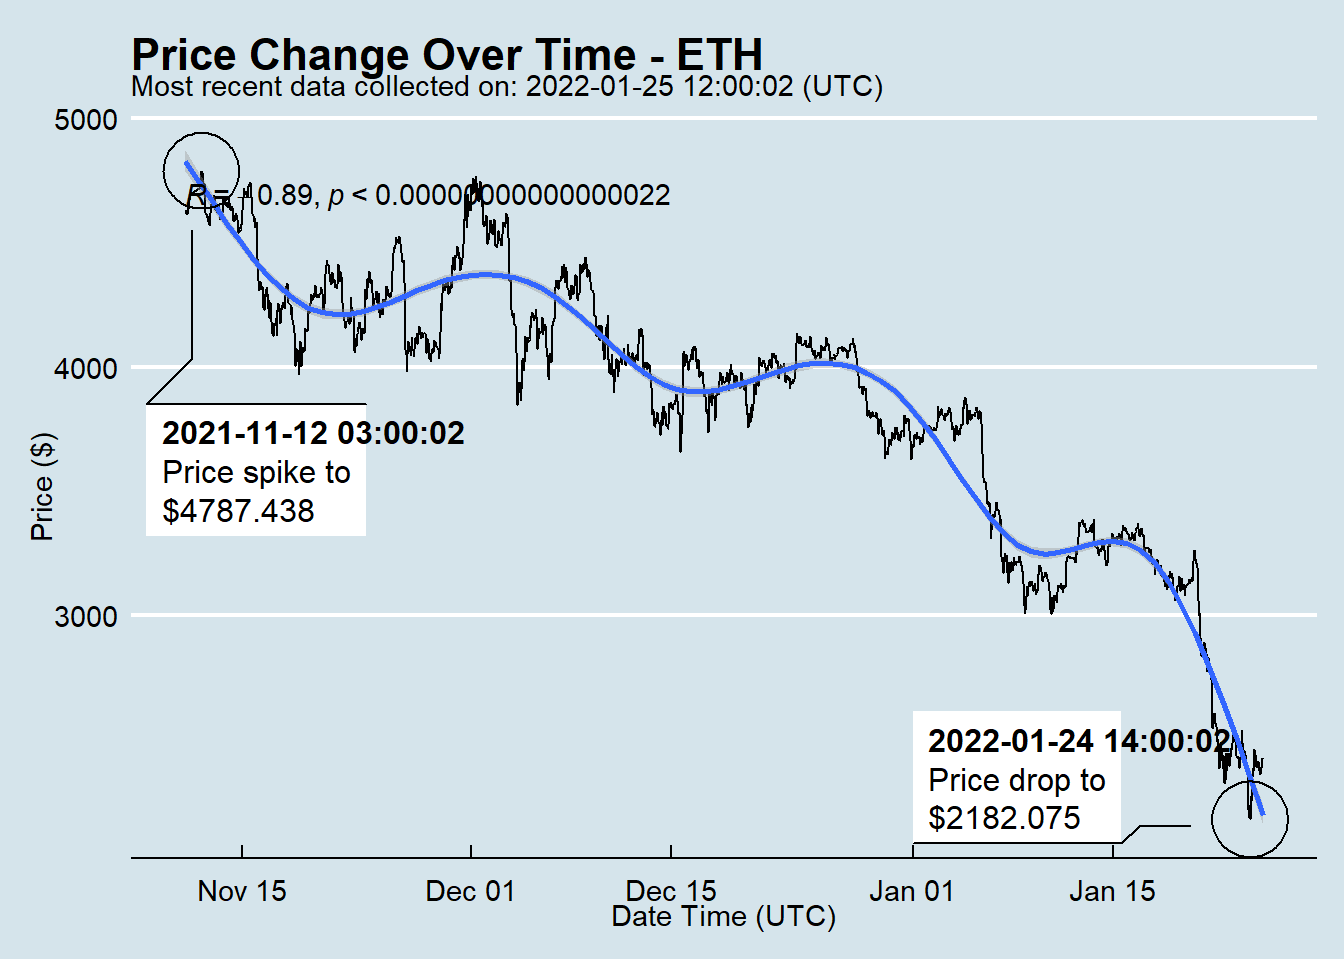 Price Change Over Time - ETH
Most recent data collected on: 2022-01-25 12:00:02 (UTC)
5000
R = -0.89, p < 0.00000000000000022
4000
2021-11-12 03:00:02
Price spike to
$4787.438
Price ($)
3000
2022-01-24 14:00:02
Price drop to
$2182.075
Nov 15 Dec 01 Dec 15 Jan 01 Jan 15
Date Time (UTC)